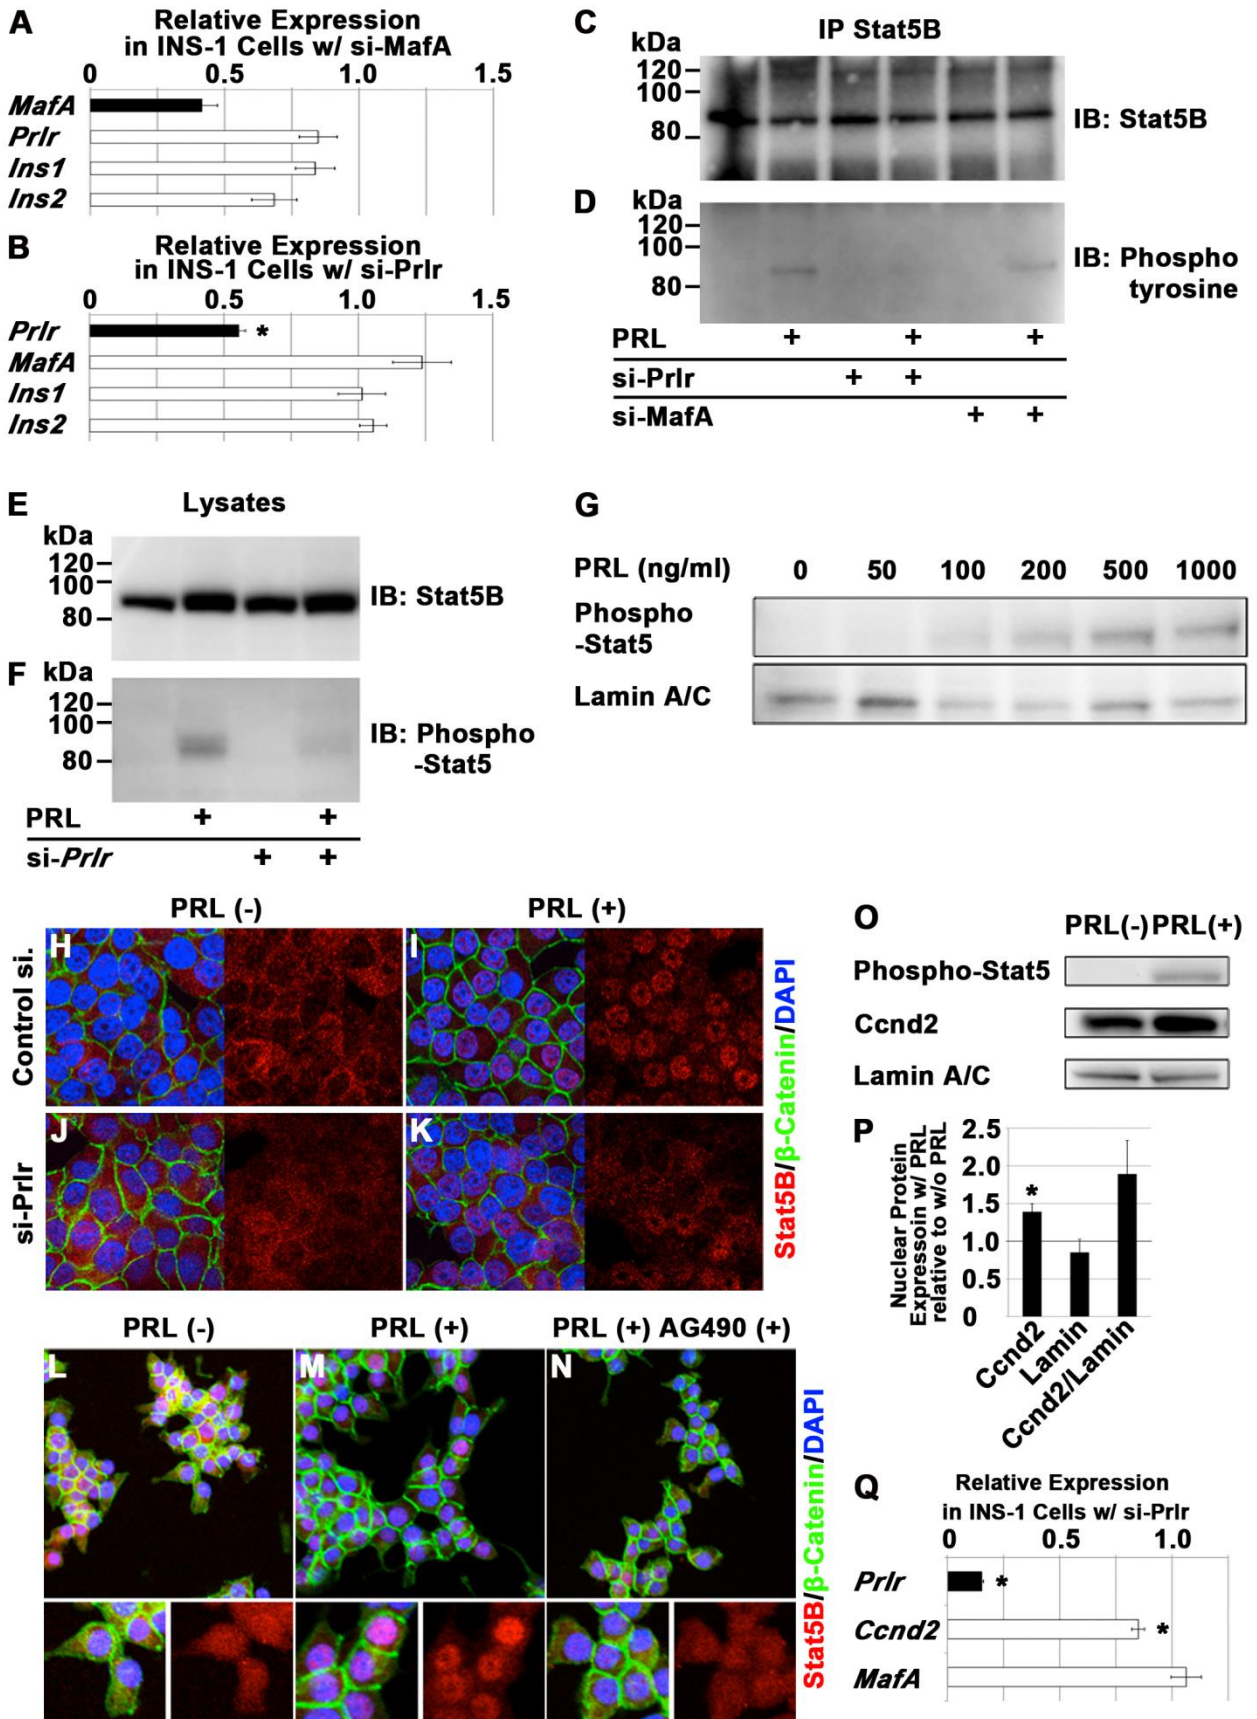 A
Relative Expression
in INS-1 Cells w/ si-MafA
0 0.5 1.0 1.5
MafA
Prlr
Ins1
Ins2
B
Relative Expression
in INS-1 Cells w/ si-Prlr
0 0.5 1.0 1.5
Prlr *
MafA
Ins1
Ins2
C
IP Stat5B
kDa
120
100
80
IB: Stat5B
D
kDa
120
100
80
IB: Phospho
tyrosine
PRL + + +
si-Prlr + +
si-MafA + +
E
Lysates
kDa
120
100
80
IB: Stat5B
F
kDa
120
100
80
IB: Phospho
-Stat5
PRL + +
si-Prlr + +
G
PRL (ng/ml) 0 50 100 200 500 1000
Phospho
-Stat5
Lamin A/C
PRL (-) PRL (+)
Control si.
H I
si-Prlr
J K
Stat5B/β-Catenin/DAPI
PRL (-) PRL (+) PRL (+) AG490 (+)
L M N
Stat5B/β-Catenin/DAPI
O
PRL(-) PRL(+)
Phospho-Stat5
Ccnd2
Lamin A/C
P
Nuclear Protein
Expressoin w/ PRL
relative to w/o PRL
2.5
2.0
1.5
1.0
0.5
0
*
Ccnd2
Lamin
Ccnd2/Lamin
Q
Relative Expression
in INS-1 Cells w/ si-Prlr
0 0.5 1.0
Prlr *
Ccnd2 *
MafA